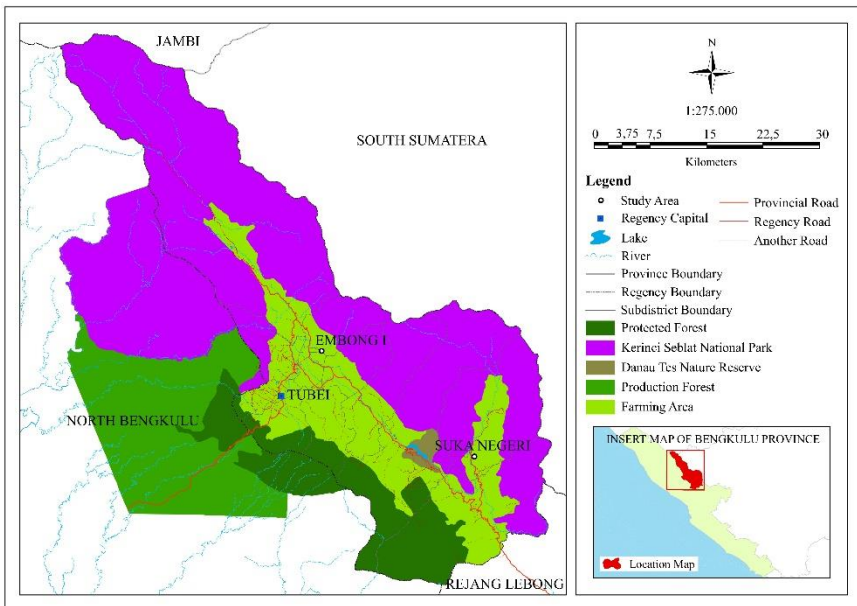 JAMBI
SOUTH SUMATERA
EMBONG I
TUBEI
NORTH BENGKULU
SUKA NEGERI
REJANG LEBONG
N
1:275.000
0 3,75 7,5 15 22,5 30
Kilometers
Legend
Study Area
Regency Capital
Lake
River
Province Boundary
Regency Boundary
Subdistrict Boundary
Protected Forest
Kerinci Seblat National Park
Danau Tes Nature Reserve
Production Forest
Farming Area
Provincial Road
Regency Road
Another Road
INSERT MAP OF BENGKULU PROVINCE
Location Map